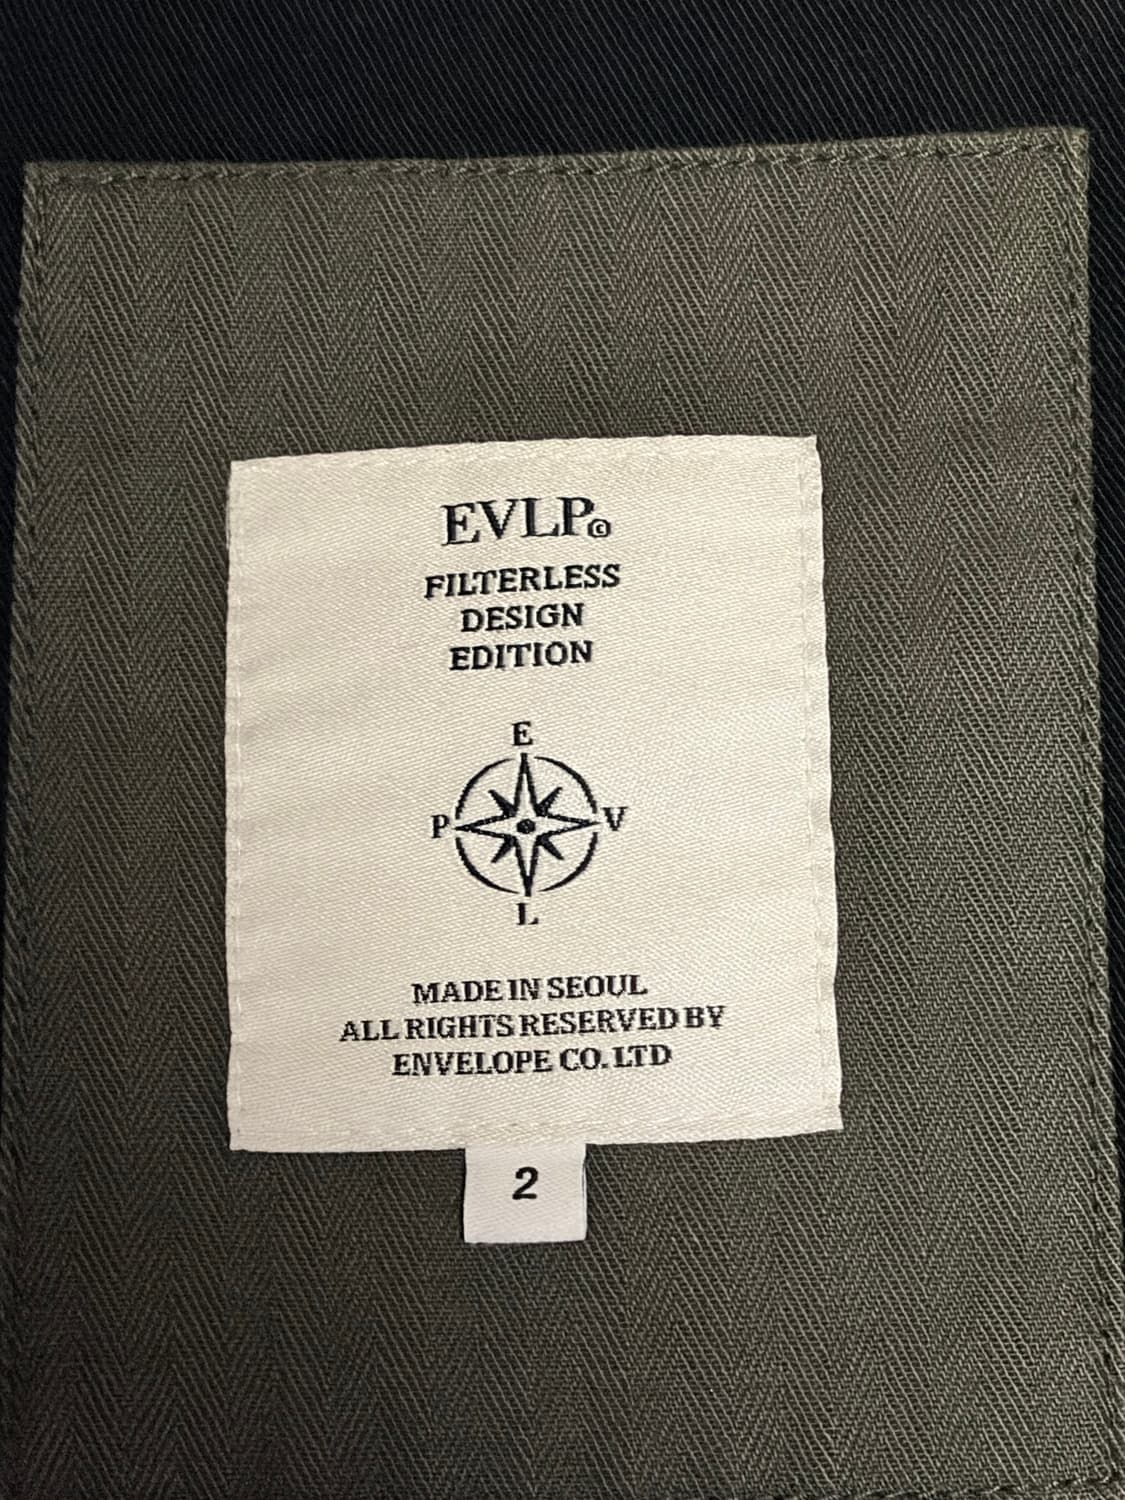 EVLP©
FILTERLESS
DESIGN
EDITION
E
P V
L
MADE IN SEOUL
ALL RIGHTS RESERVED BY
ENVELOPE CO.LTD
2